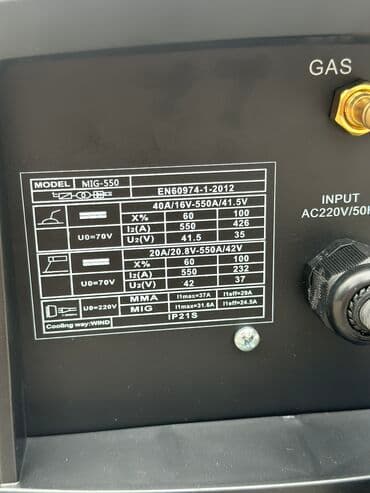 GAS
INPUT
AC220V/50H
MODEL MIG-550
EN60974-1-2012
40A/16V-550A/41.5V
X% 60 100
I2(A) 550 426
U0=70V U2(V) 41.5 35
20A/20.8V-550A/42V
X% 60 100
I2(A) 550 232
U0=70V U2(V) 42 37
U0=220V MMA I1max=37A I1eff=29A
MIG I1max=31.6A I1eff=24.5A
Cooling way:WIND IP21S